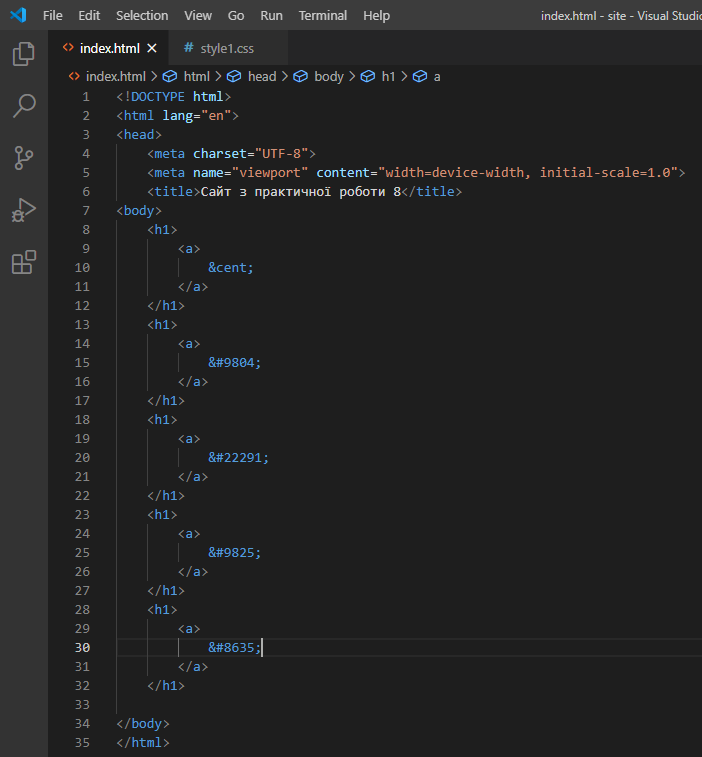 File Edit Selection View Go Run Terminal Help index.html - site - Visual Studio
index.html style1.css
index.html > html > head > body > h1 > a
1 <!DOCTYPE html>
2 <html lang="en">
3 <head>
4 <meta charset="UTF-8">
5 <meta name="viewport" content="width=device-width, initial-scale=1.0">
6 <title>Сайт з практичної роботи 8</title>
7 <body>
8 <h1>
9 <a>
10 &cent;
11 </a>
12 </h1>
13 <h1>
14 <a>
15 &#9804;
16 </a>
17 </h1>
18 <h1>
19 <a>
20 &#22291;
21 </a>
22 </h1>
23 <h1>
24 <a>
25 &#9825;
26 </a>
27 </h1>
28 <h1>
29 <a>
30 &#8635;
31 </a>
32 </h1>
33
34 </body>
35 </html>